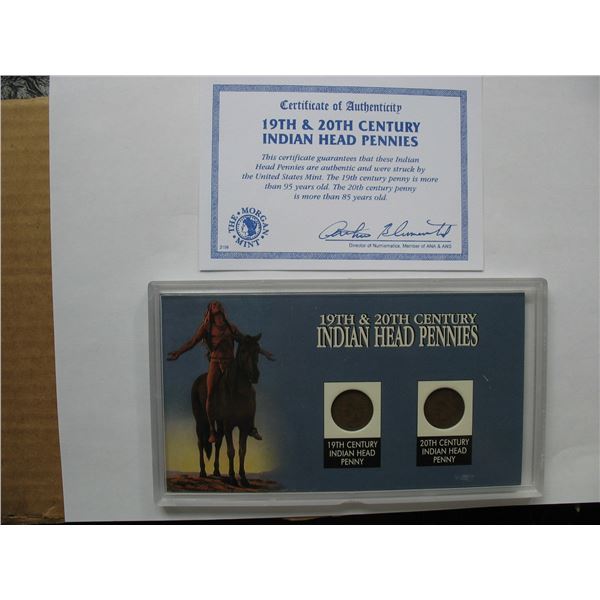 Certificate of Authenticity
19TH & 20TH CENTURY
INDIAN HEAD PENNIES
This certificate guarantees that these Indian
Head Pennies are authentic and were struck by
the United States Mint. The 19th century penny is more
than 95 years old. The 20th century penny
is more than 85 years old.
THE MORGAN MINT
Director of Numismatics, Member of ANA & ANS
19TH & 20TH CENTURY
INDIAN HEAD PENNIES
19TH CENTURY
INDIAN HEAD
PENNY
20TH CENTURY
INDIAN HEAD
PENNY